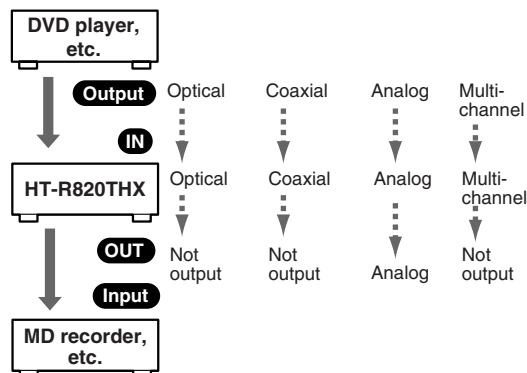 DVD player,
etc.
Output
Optical
Coaxial
Analog
Multi-
channel
IN
HT-R820THX
Optical
Coaxial
Analog
Multi-
channel
OUT
Not
output
Not
output
Analog
Not
output
Input
MD recorder,
etc.